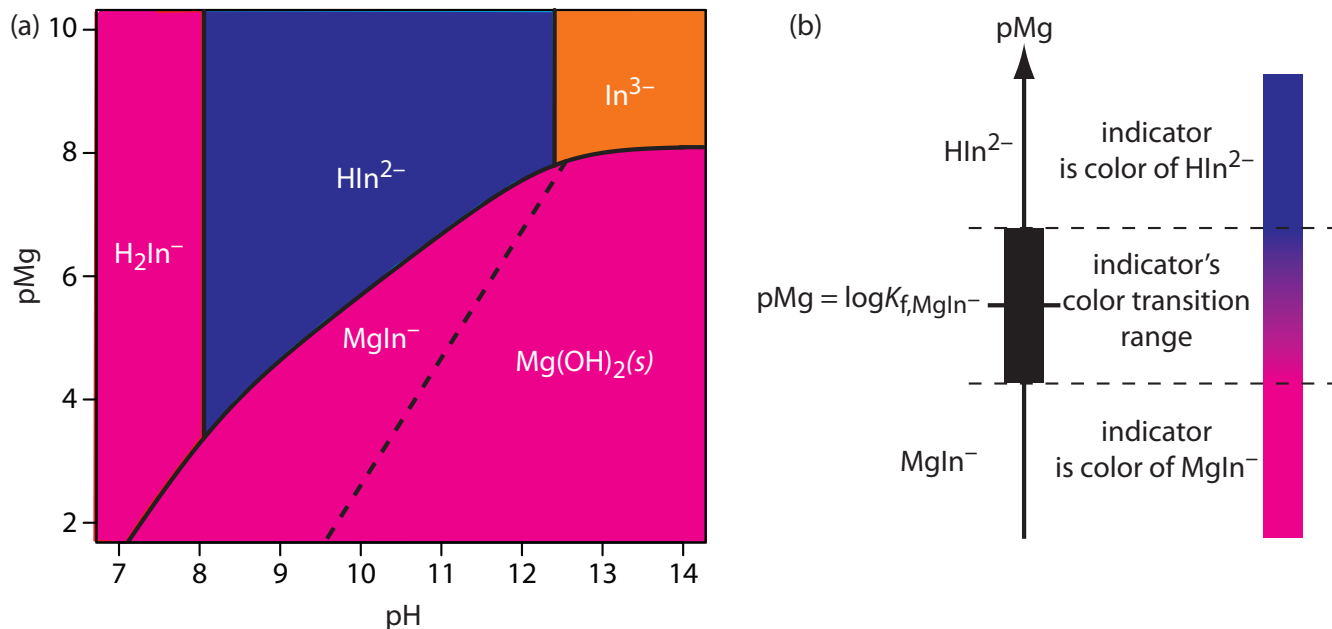 (a)
10
8
6
4
2
pMg
H₂In⁻
HIn²⁻
In³⁻
MgIn⁻
Mg(OH)₂(s)
7 8 9 10 11 12 13 14
pH
(b)
pMg
HIn²⁻
indicator
is color of HIn²⁻
pMg = logKf,MgIn⁻
indicator’s
color transition
range
MgIn⁻
indicator
is color of MgIn⁻